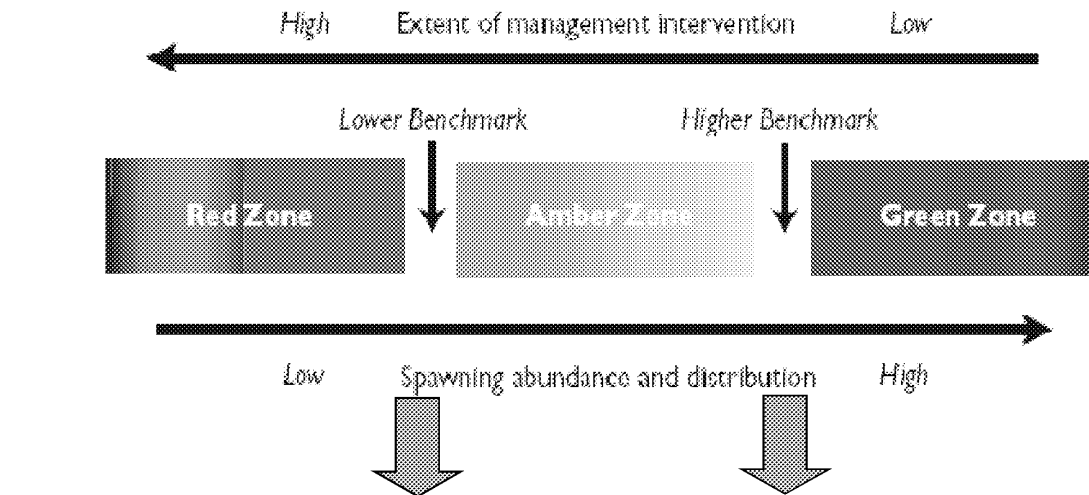 High Extent of management intervention Low
Lower Benchmark Higher Benchmark
Red Zone Amber Zone Green Zone
Low Spawning abundance and distribution High